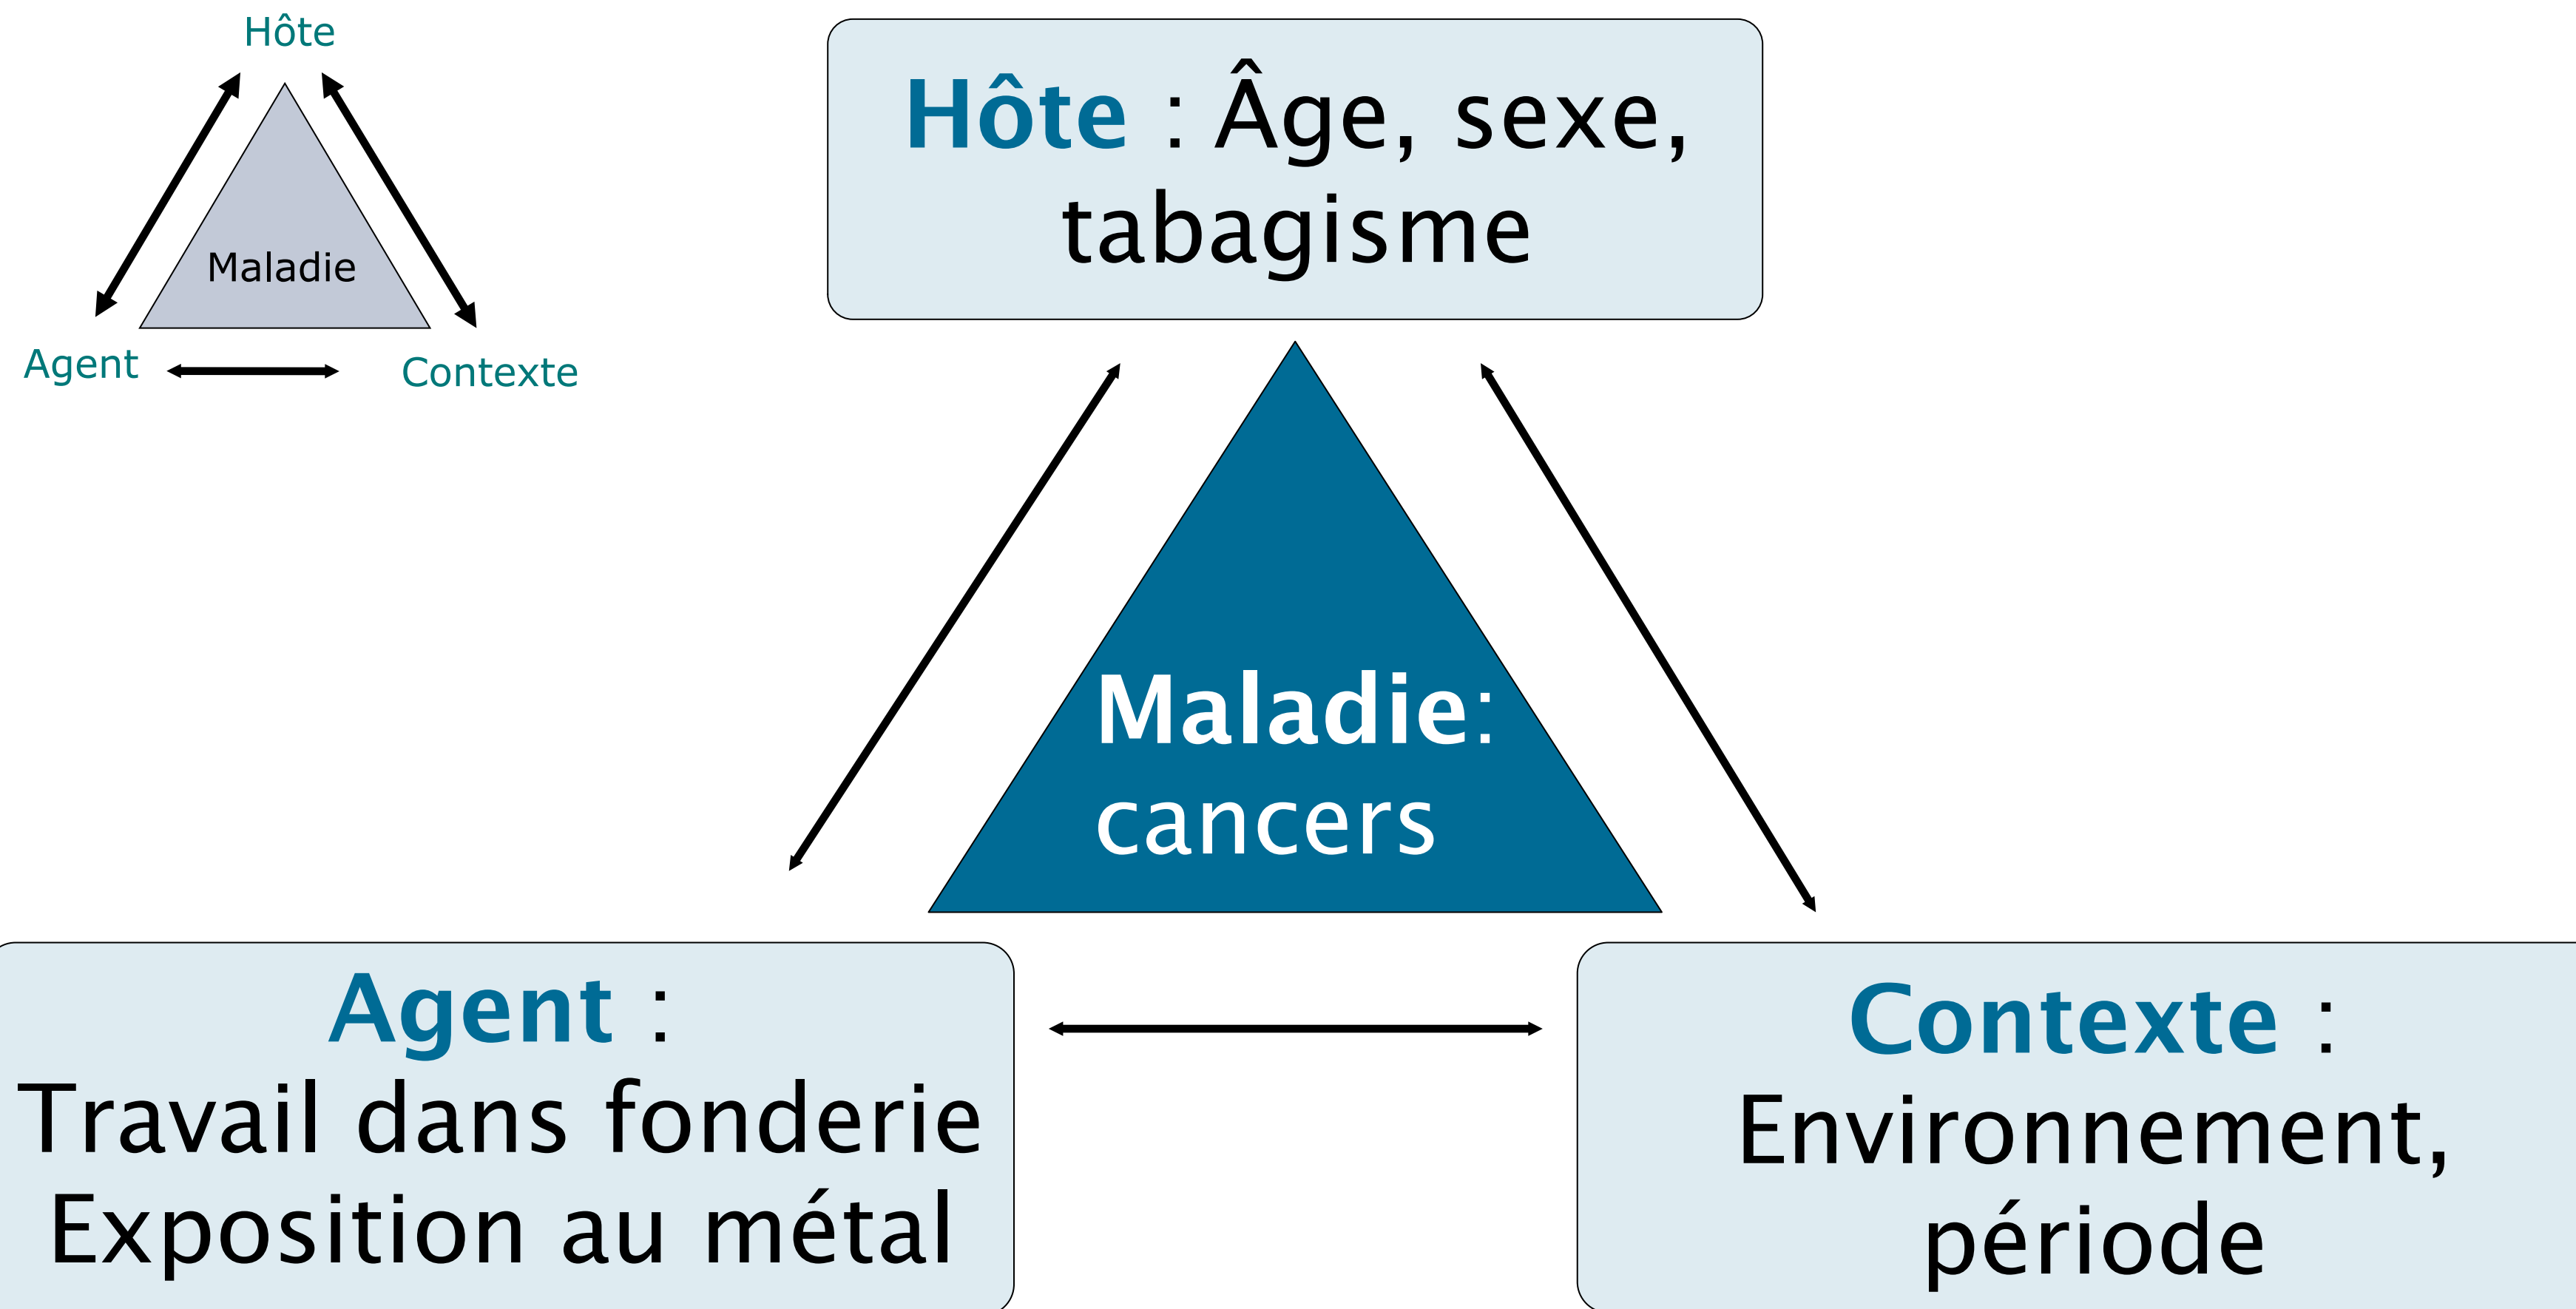 Hôte
Maladie
Agent
Contexte
Hôte : Âge, sexe,
tabagisme
Maladie:
cancers
Agent :
Travail dans fonderie
Exposition au métal
Contexte :
Environnement,
période